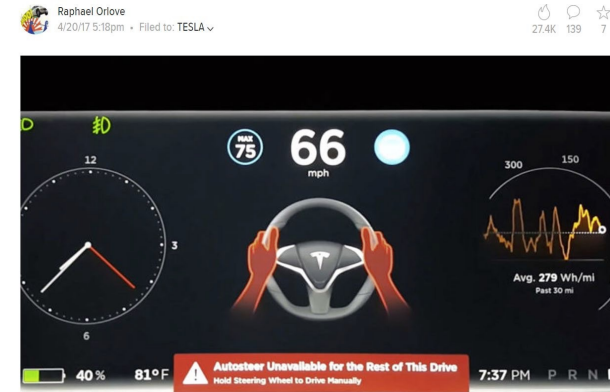 Raphael Orlove
4/20/17 5:18pm • Filed to: TESLA
27.4K 139 7
MAX
75
66
mph
12
3
6
300 150
Avg. 279 Wh/mi
Past 30 mi
40 %
81°F
Autosteer Unavailable for the Rest of This Drive
Hold Steering Wheel to Drive Manually
7:37 PM
P R N